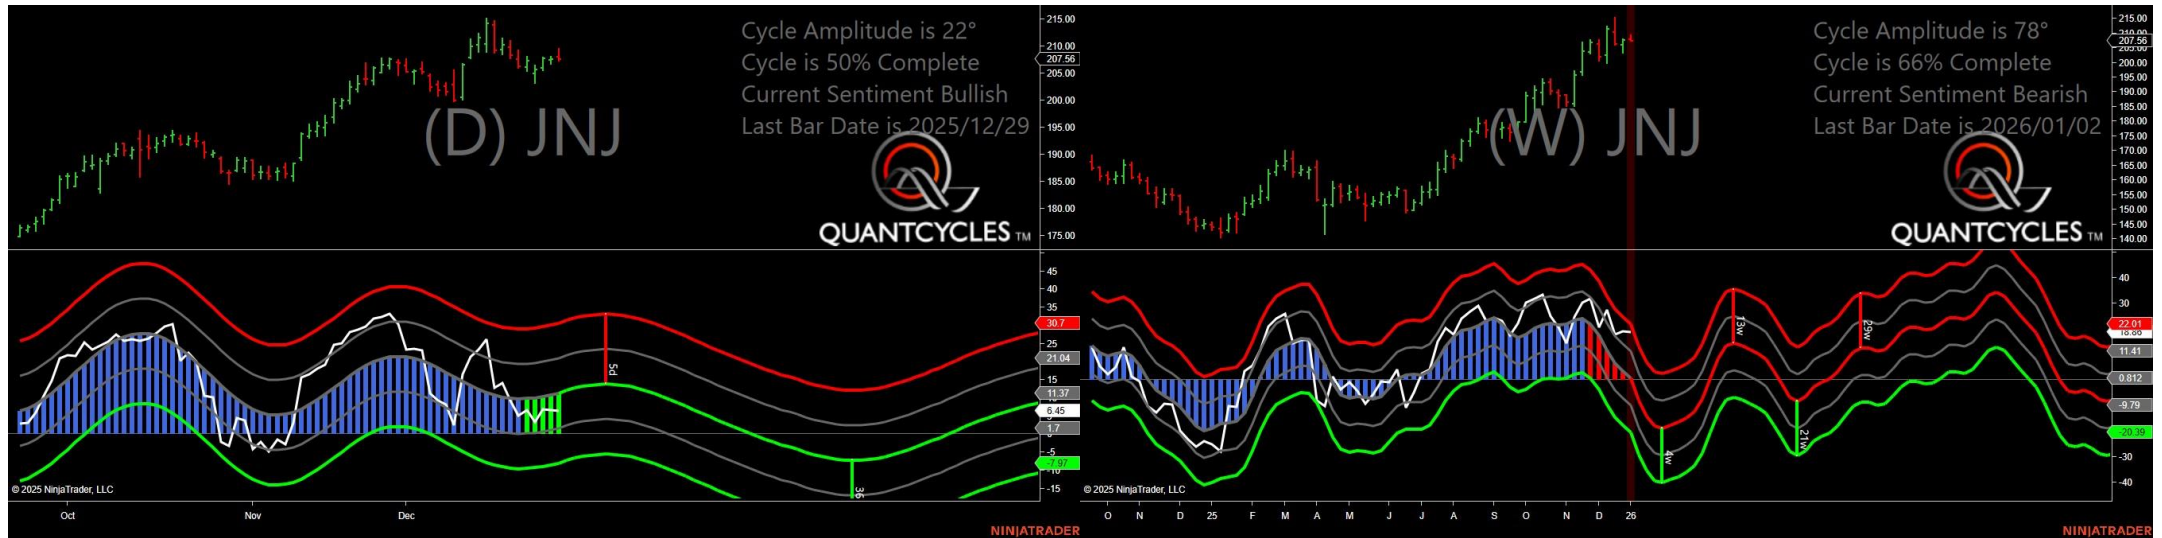 Cycle Amplitude is 22°
Cycle is 50% Complete
Current Sentiment Bullish
Last Bar Date is 2025/12/29
(D) JNJ
QUANTCYCLES TM
215.00
210.00
207.56
205.00
200.00
195.00
190.00
185.00
180.00
175.00
45
40
35
30.7
25
21.04
15
11.37
6.45
1.7
-5
-7.97
-10
-15
5d
36
© 2025 NinjaTrader, LLC
Oct Nov Dec
NINJATRADER
Cycle Amplitude is 78°
Cycle is 66% Complete
Current Sentiment Bearish
Last Bar Date is 2026/01/02
(W) JNJ
QUANTCYCLES TM
215.00
210.00
207.56
205.00
200.00
195.00
190.00
185.00
180.00
175.00
170.00
165.00
160.00
155.00
150.00
145.00
140.00
40
30
22.01
18.86
11.41
0.812
-9.79
-20.39
-30
-40
4w
13w
21w
29w
© 2025 NinjaTrader, LLC
O N D 25 F M A M J J A S O N D 26
NINJATRADER